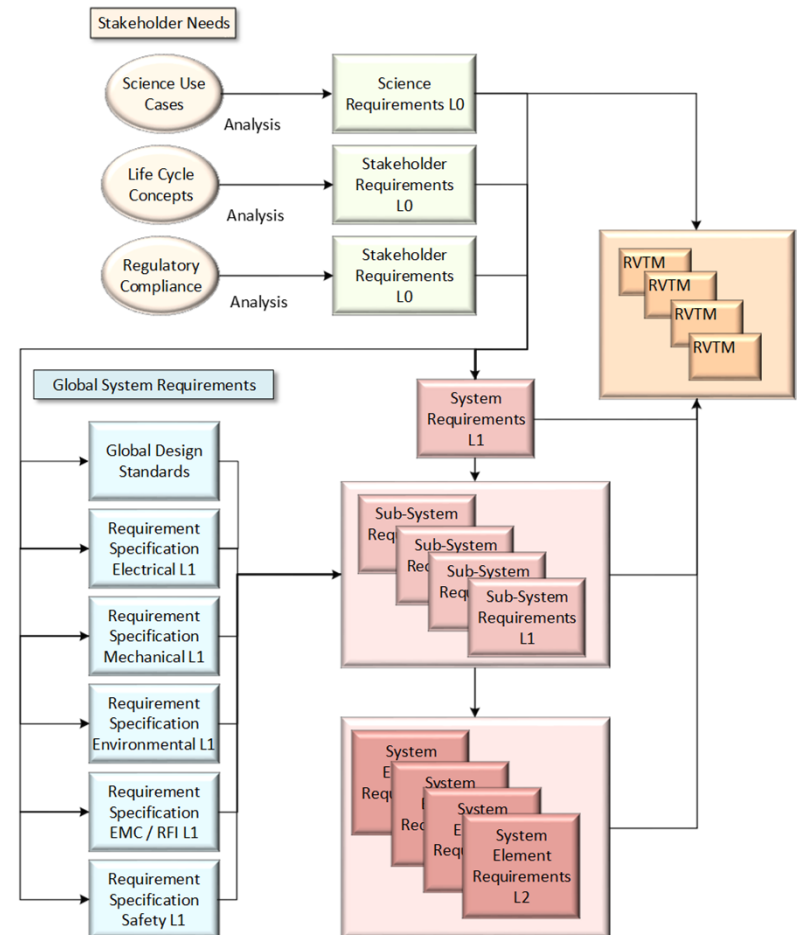 Stakeholder Needs
Science Use
Cases
Analysis
Science
Requirements L0
Life Cycle
Concepts
Analysis
Stakeholder
Requirements
L0
Regulatory
Compliance
Analysis
Stakeholder
Requirements
L0
RVTM
RVTM
RVTM
RVTM
Global System Requirements
System
Requirements
L1
Global Design
Standards
Requirement
Specification
Electrical L1
Requirement
Specification
Mechanical L1
Requirement
Specification
Environmental L1
Requirement
Specification
EMC / RFI L1
Requirement
Specification
Safety L1
Sub-System
Sub-System
Sub-System
Sub-System
Requirements
L1
System
System
System
System
Element
Requirements
L2